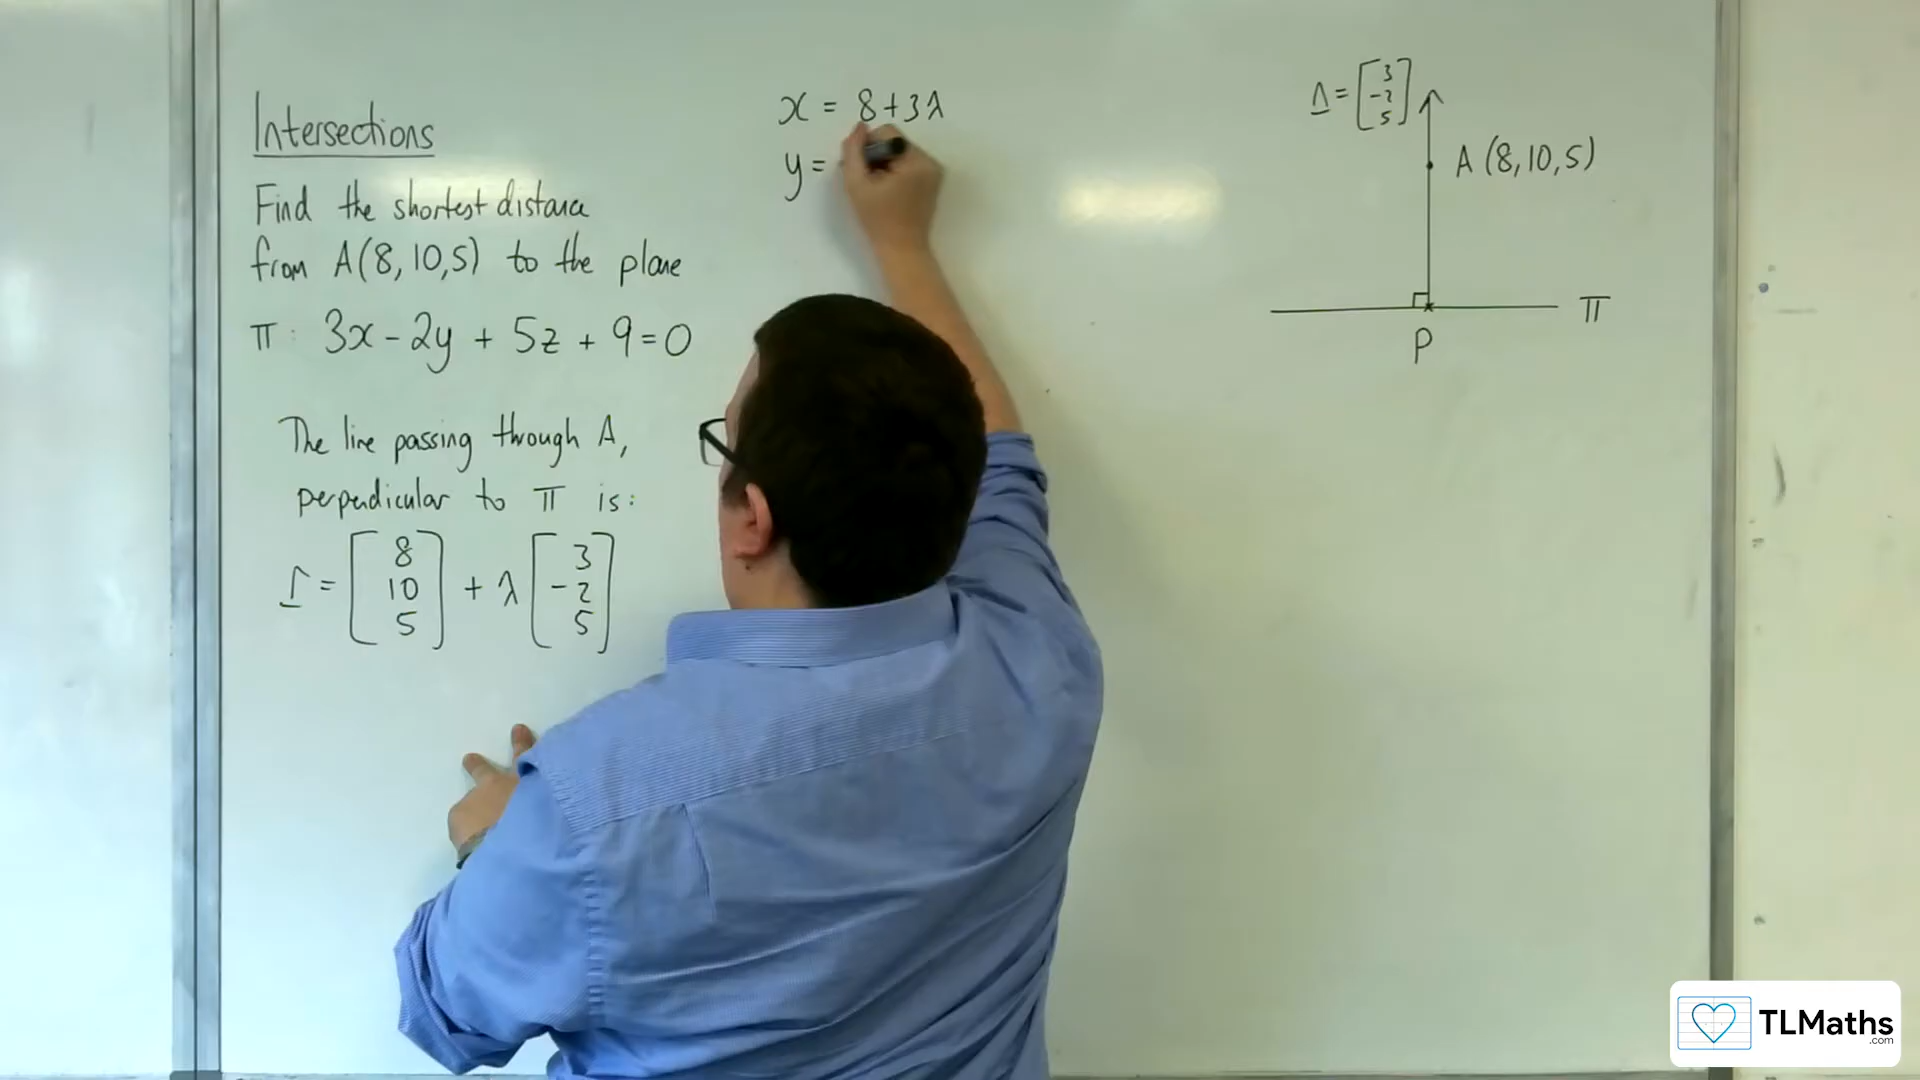 Intersections
Find the shortest distance
from A(8, 10, 5) to the plane
π: 3x - 2y + 5z + 9 = 0
The line passing through A,
perpendicular to π is:
r = [8 10 5] + λ [3 -2 5]
x = 8 + 3λ
y =
n = [3 -2 5]
A (8, 10, 5)
π
P
TLMaths
.com